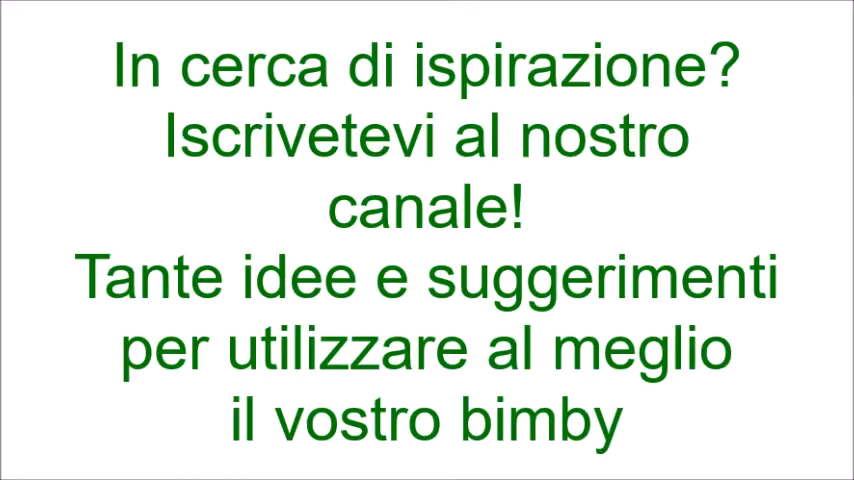 In cerca di ispirazione?
Iscrivetevi al nostro
canale!
Tante idee e suggerimenti
per utilizzare al meglio
il vostro bimby